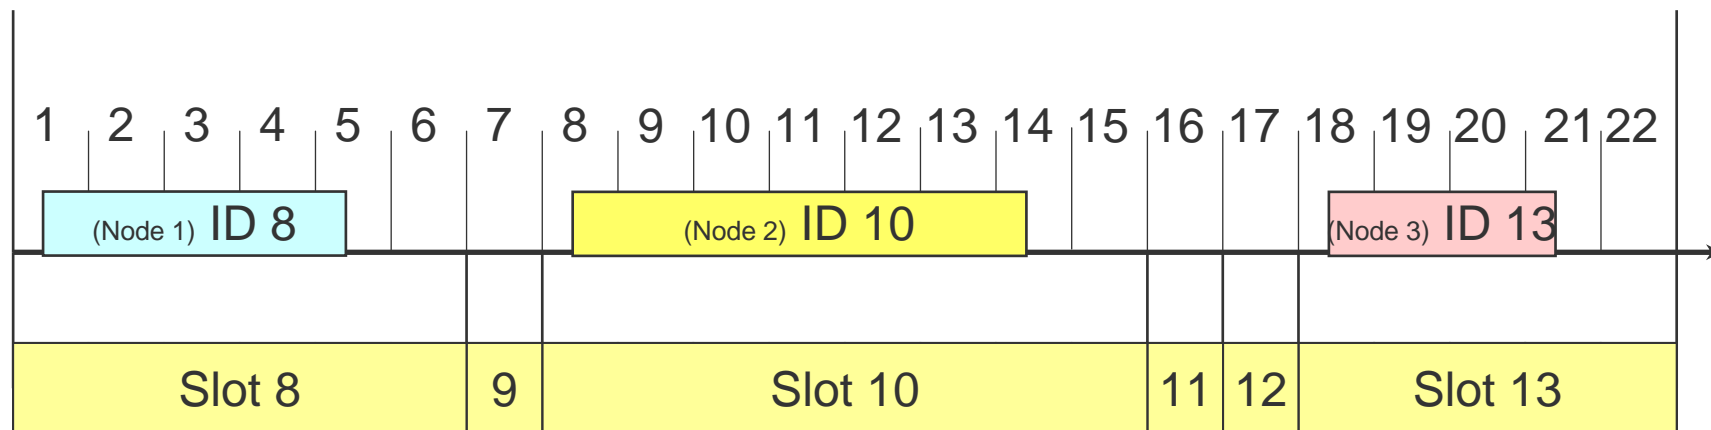 1 2 3 4 5 6 7 8 9 10 11 12 13 14 15 16 17 18 19 20 21 22
(Node 1) ID 8 (Node 2) ID 10 (Node 3) ID 13
Slot 8 9 Slot 10 11 12 Slot 13